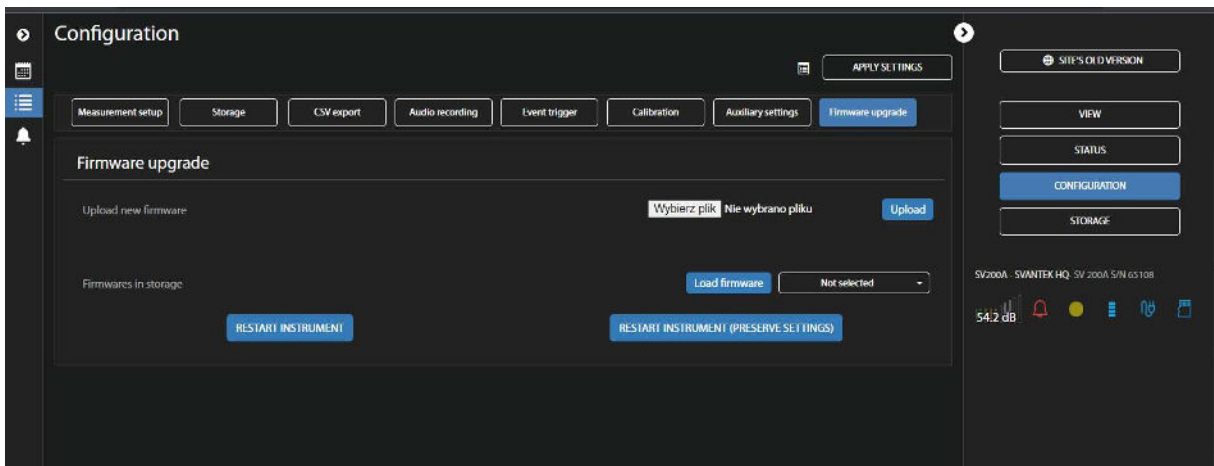 Configuration
APPLY SETTINGS
Measurement setup
Storage
CSV export
Audio recording
Event trigger
Calibration
Auxiliary settings
Firmware upgrade
Firmware upgrade
Upload new firmware
Wybierz plik Nie wybrano pliku
Upload
Firmwares in storage
Load firmware
Not selected
RESTART INSTRUMENT
RESTART INSTRUMENT (PRESERVE SETTINGS)
SITE'S OLD VERSION
VIEW
STATUS
CONFIGURATION
STORAGE
SV200A - SVANTEK HQ SV 200A S/N 65108
54.2 dB